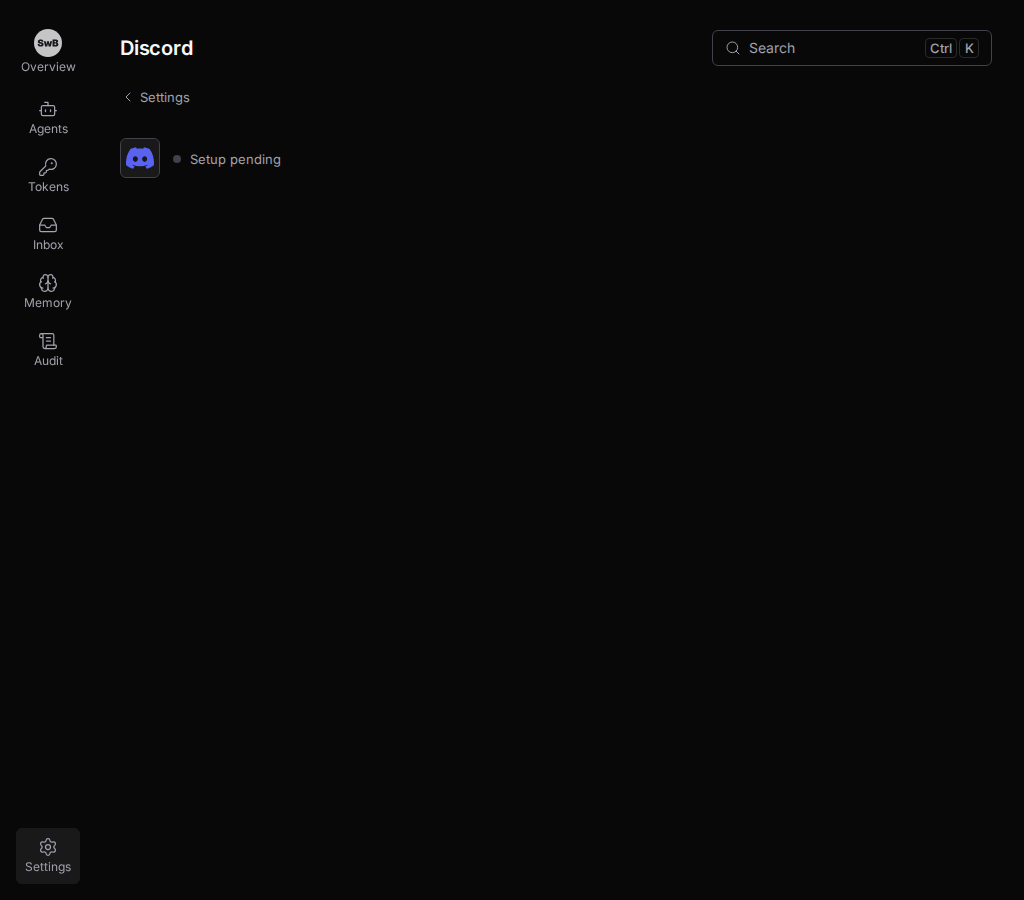 SwB
Overview
Agents
Tokens
Inbox
Memory
Audit
Settings
Discord
Search
Ctrl K
Settings
Setup pending